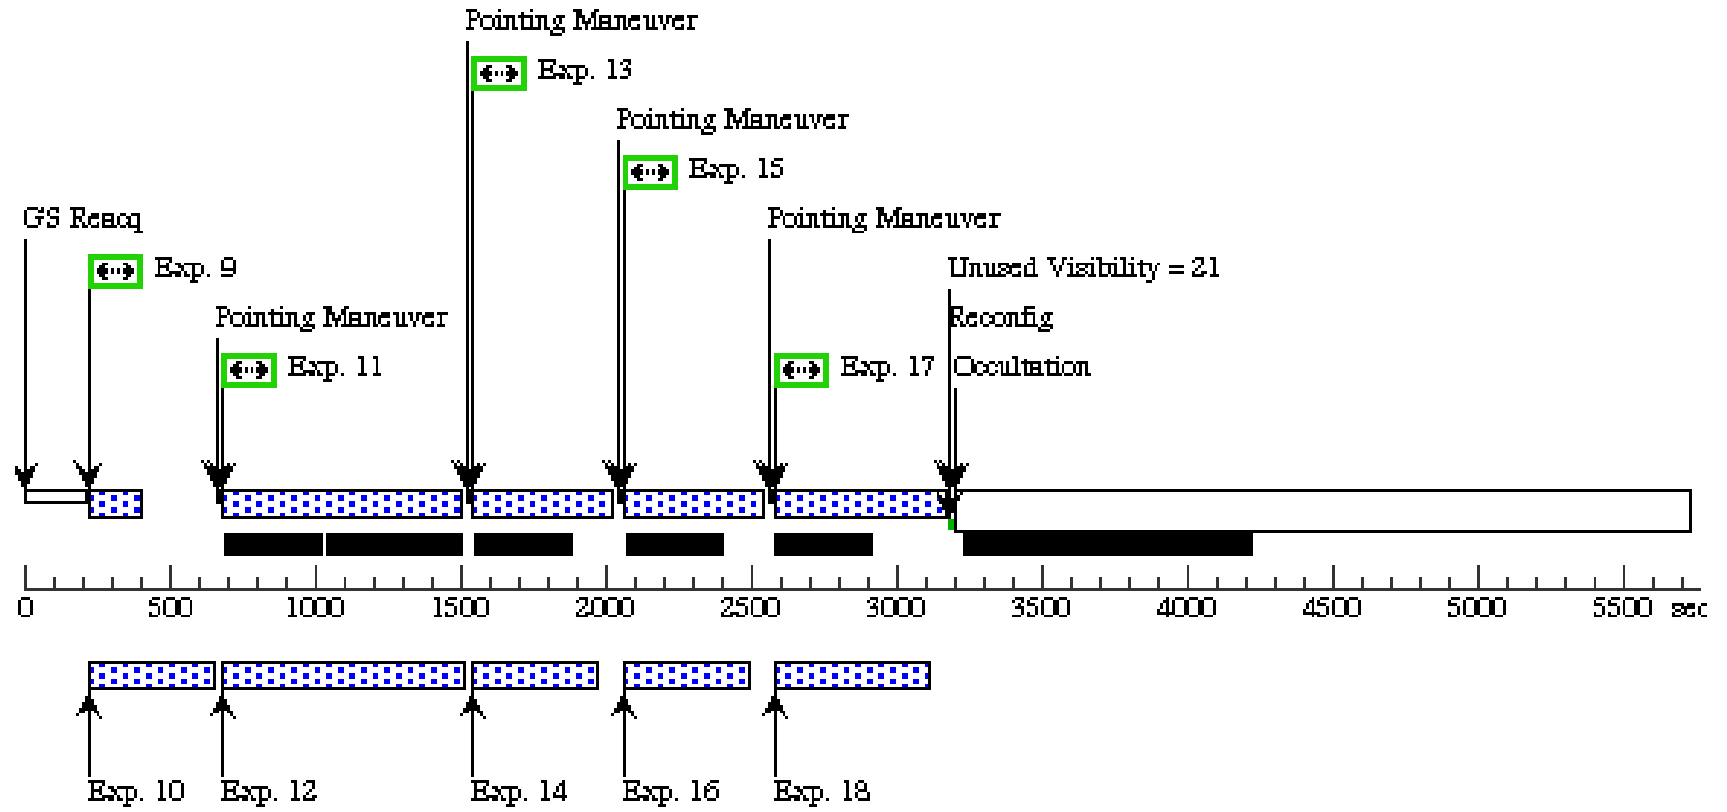 Pointing Maneuver
Exp. 13
Pointing Maneuver
Exp. 15
GS Reacq
Pointing Maneuver
Exp. 9
Unused Visibility = 21
Pointing Maneuver
Reconfig
Exp. 11
Exp. 17
Occultation
0 500 1000 1500 2000 2500 3000 3500 4000 4500 5000 5500 sec
Exp. 10
Exp. 12
Exp. 14
Exp. 16
Exp. 18